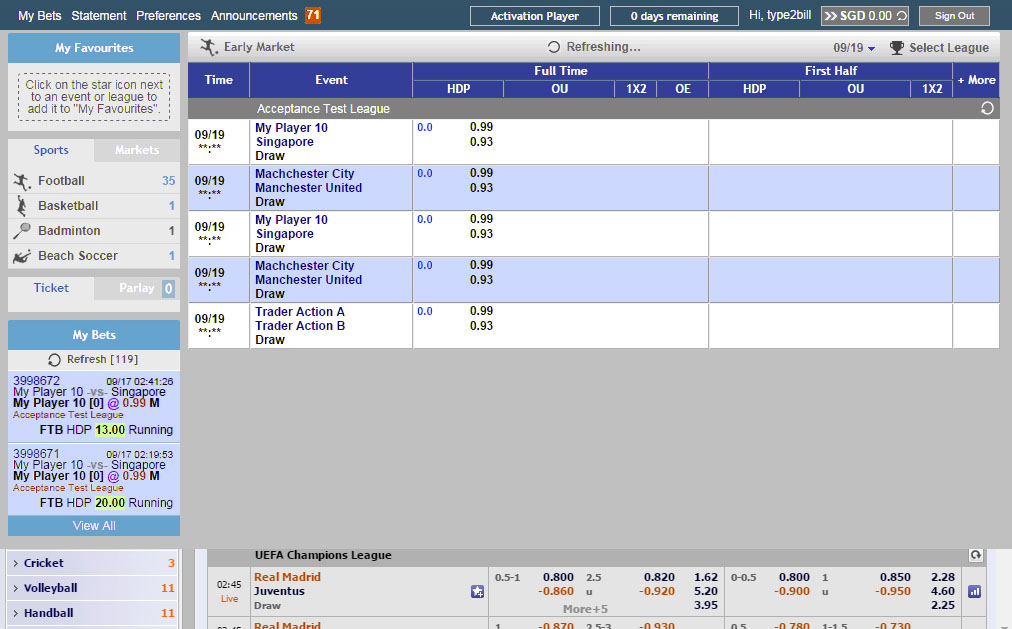 My Bets Statement Preferences Announcements 71 Activation Player 0 days remaining Hi, type2bill >> SGD 0.00 Sign Out
My Favourites
Click on the star icon next
to an event or league to
add it to "My Favourites".
Sports Markets
Football 35
Basketball 1
Badminton 1
Beach Soccer 1
Ticket Parlay 0
My Bets
Refresh [119]
3998672 09/17 02:41:26
My Player 10 -vs- Singapore
My Player 10 [0] @ 0.99 M
Acceptance Test League
FTB HDP 13.00 Running
3998671 09/17 02:19:53
My Player 10 -vs- Singapore
My Player 10 [0] @ 0.99 M
Acceptance Test League
FTB HDP 20.00 Running
View All
Early Market Refreshing... 09/19 Select League
Time Event Full Time First Half + More
HDP OU 1X2 OE HDP OU 1X2
Acceptance Test League
09/19 My Player 10 0.0 0.99
**:** Singapore 0.93
Draw
09/19 Machchester City 0.0 0.99
**:** Manchester United 0.93
Draw
09/19 My Player 10 0.0 0.99
**:** Singapore 0.93
Draw
09/19 Machchester City 0.0 0.99
**:** Manchester United 0.93
Draw
09/19 Trader Action A 0.0 0.99
**:** Trader Action B 0.93
Draw
> Cricket 3
> Volleyball 11
> Handball 11
UEFA Champions League
02:45 Real Madrid 0.5-1 0.800 2.5 0.820 1.62 0-0.5 0.800 1 0.850 2.28
Live Juventus -0.860 u -0.920 5.20 -0.900 u -0.950 4.60
Draw More+5 3.95 2.25
02:45 Real Madrid 1 -0.870 2.5-3 -0.930 0.5 -0.780 1-1.5 -0.730